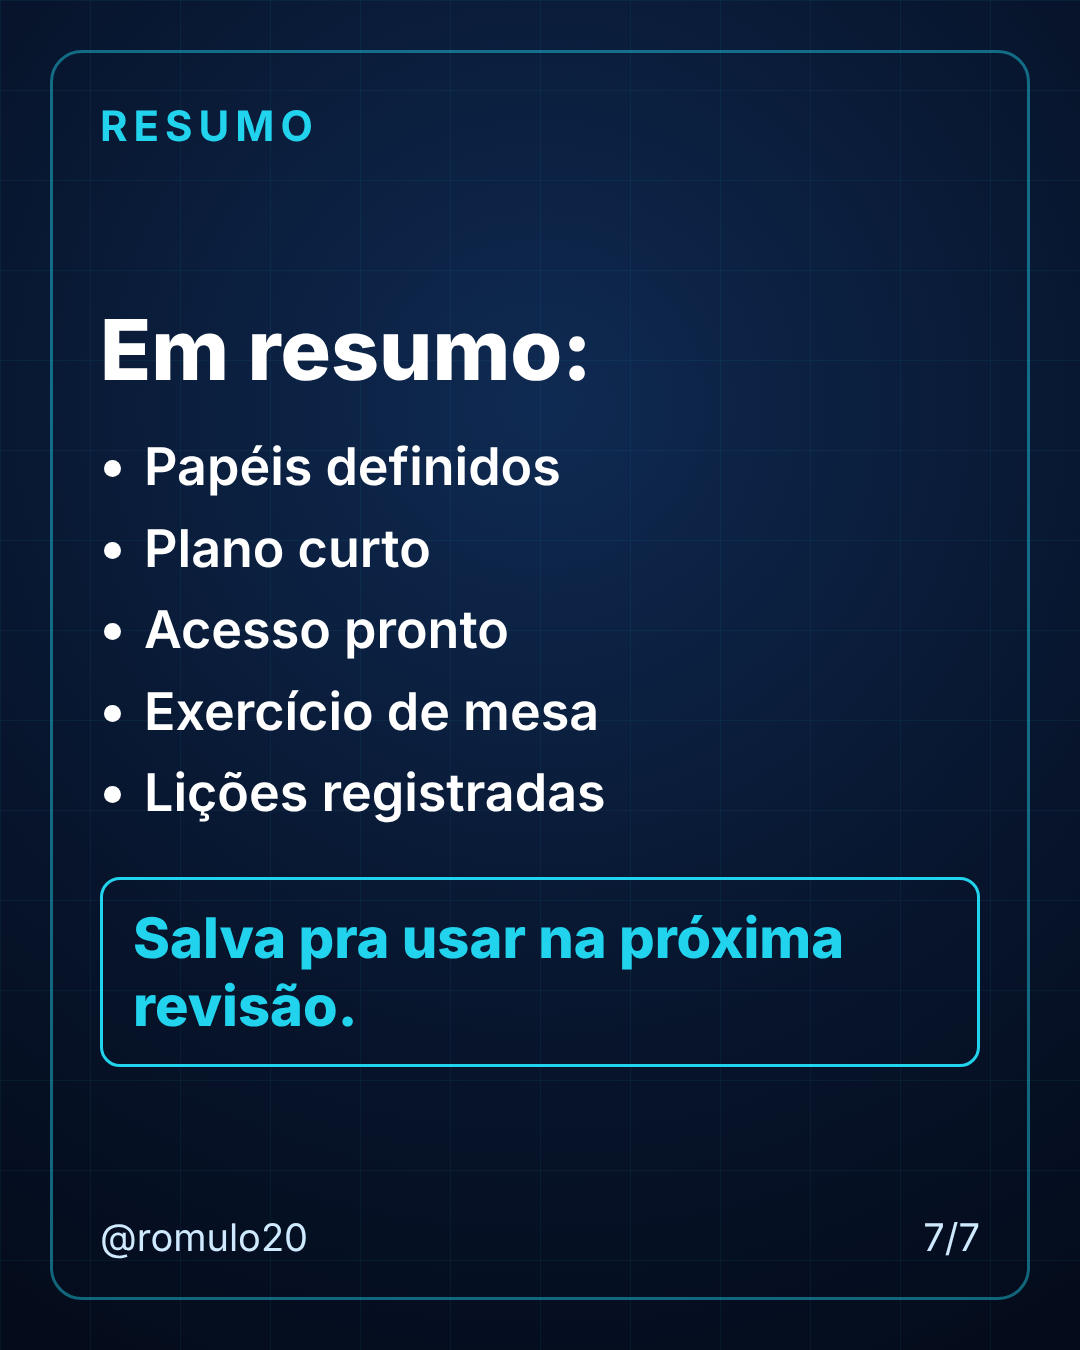 RESUMO
Em resumo:
• Papéis definidos
• Plano curto
• Acesso pronto
• Exercício de mesa
• Lições registradas
Salva pra usar na próxima
revisão.
@romulo20
7/7